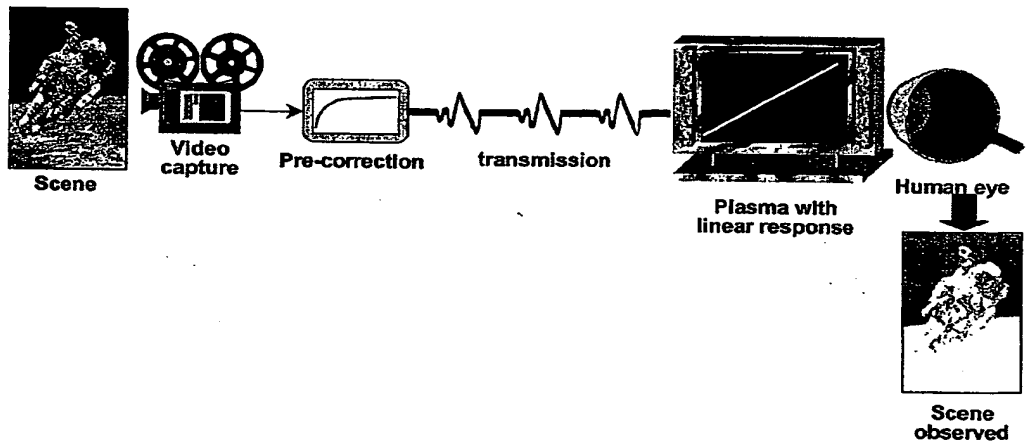 Scene
Video
capture
Pre-correction
transmission
Plasma with
linear response
Human eye
Scene
observed